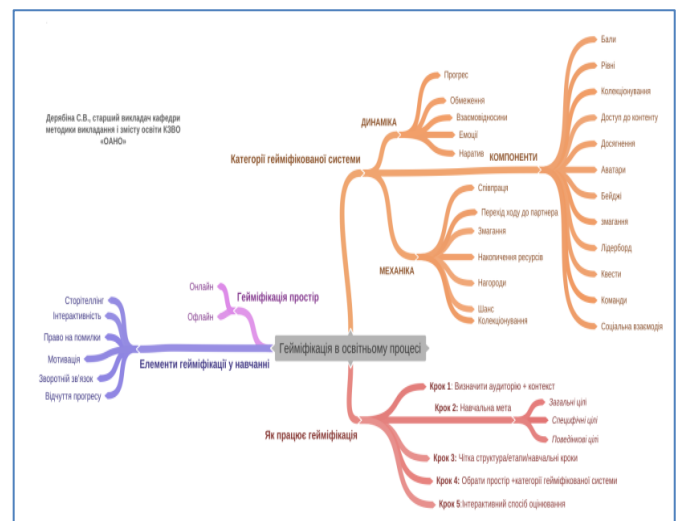 Дерябіна С.В., старший викладач кафедри
методики викладання і змісту освіти КЗВО
«ОАНО»
Категорії гейміфікованої системи
ДИНАМІКА
Прогрес
Обмеження
Взаємовідносини
Емоції
Наратив
КОМПОНЕНТИ
Бали
Рівні
Колекціонування
Доступ до контенту
Досягнення
Аватари
Бейджі
змагання
Лідерборд
Квести
Команди
Соціальна взаємодія
МЕХАНІКА
Співпраця
Перехід ходу до партнера
Змагання
Накопичення ресурсів
Нагороди
Шанс
Колекціонування
Гейміфікація простір
Онлайн
Офлайн
Гейміфікація в освітньому процесі
Елементи гейміфікації у навчанні
Сторітеллінг
Інтерактивність
Право на помилки
Мотивація
Зворотній зв'язок
Відчуття прогресу
Як працює гейміфікація
Крок 1: Визначити аудиторію + контекст
Крок 2: Навчальна мета
Загальні цілі
Специфічні цілі
Поведінкові цілі
Крок 3: Чітка структура/етапи/навчальні кроки
Крок 4: Обрати простір +категорії гейміфікованої системи
Крок 5:Інтерактивний спосіб оцінювання